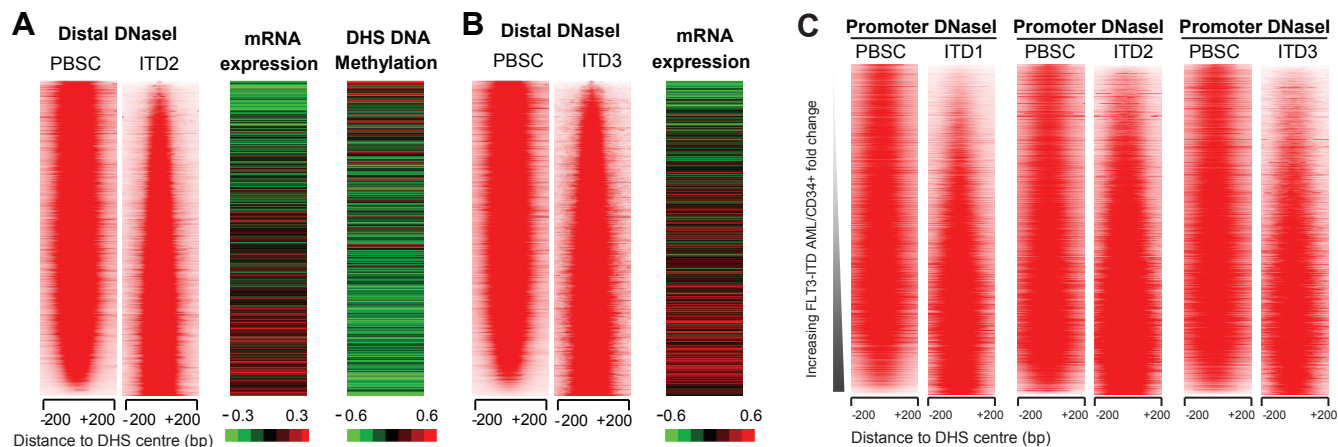 A
Distal DNaseI
PBSC ITD2
mRNA
expression
DHS DNA
Methylation
-200 +200
-0.3 0.3
-0.6 0.6
Distance to DHS centre (bp)
B
Distal DNaseI
PBSC ITD3
mRNA
expression
-200 +200
-200 +200
-0.6 0.6
C
Promoter DNaseI Promoter DNaseI Promoter DNaseI
PBSC ITD1 PBSC ITD2 PBSC ITD3
Increasing FLT3-ITD AML/CD34+ fold change
-200 +200 -200 +200 -200 +200 -200 +200 -200 +200 -200 +200
Distance to DHS centre (bp)